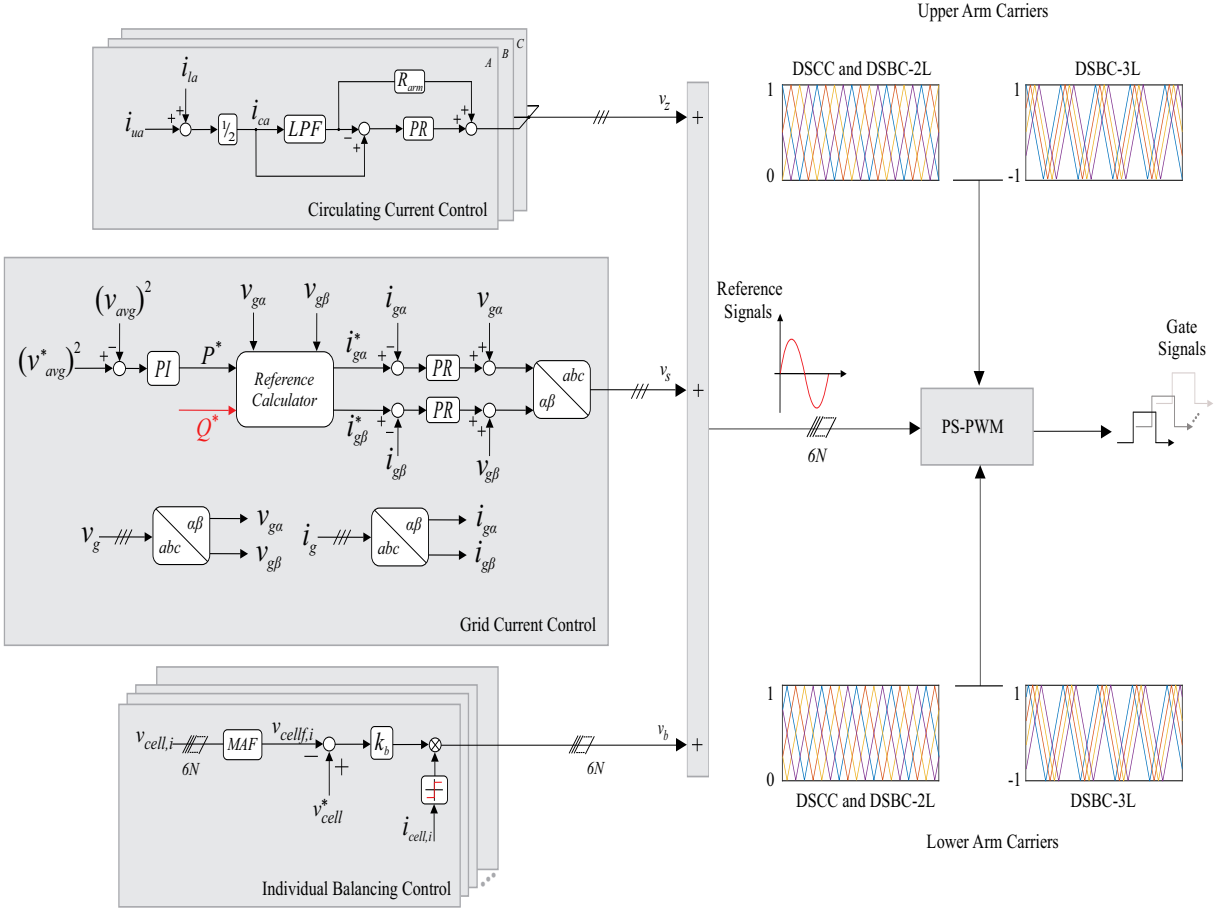 Upper Arm Carriers
C
B
A
i_la
i_ua
+
+
½
i_ca
LPF
−
+
PR
R_arm
+
+
Circulating Current Control
v_z
+
DSCC and DSBC-2L
1
0
DSBC-3L
1
-1
(v_avg)²
(v*_avg)²
+
−
PI
P*
Q*
v_gα
v_gβ
Reference
Calculator
i*_gα
i*_gβ
i_gα
+
−
PR
v_gα
+
+
+
−
i_gβ
PR
+
+
v_gβ
abc
αβ
v_s
+
v_g
αβ
abc
v_gα
v_gβ
i_g
αβ
abc
i_gα
i_gβ
Grid Current Control
Reference
Signals
6N
PS-PWM
Gate
Signals
v_cell,i
6N
MAF
v_cellf,i
−
+
v*_cell
k_b
i_cell,i
Individual Balancing Control
6N
v_b
+
1
0
DSCC and DSBC-2L
1
-1
DSBC-3L
Lower Arm Carriers